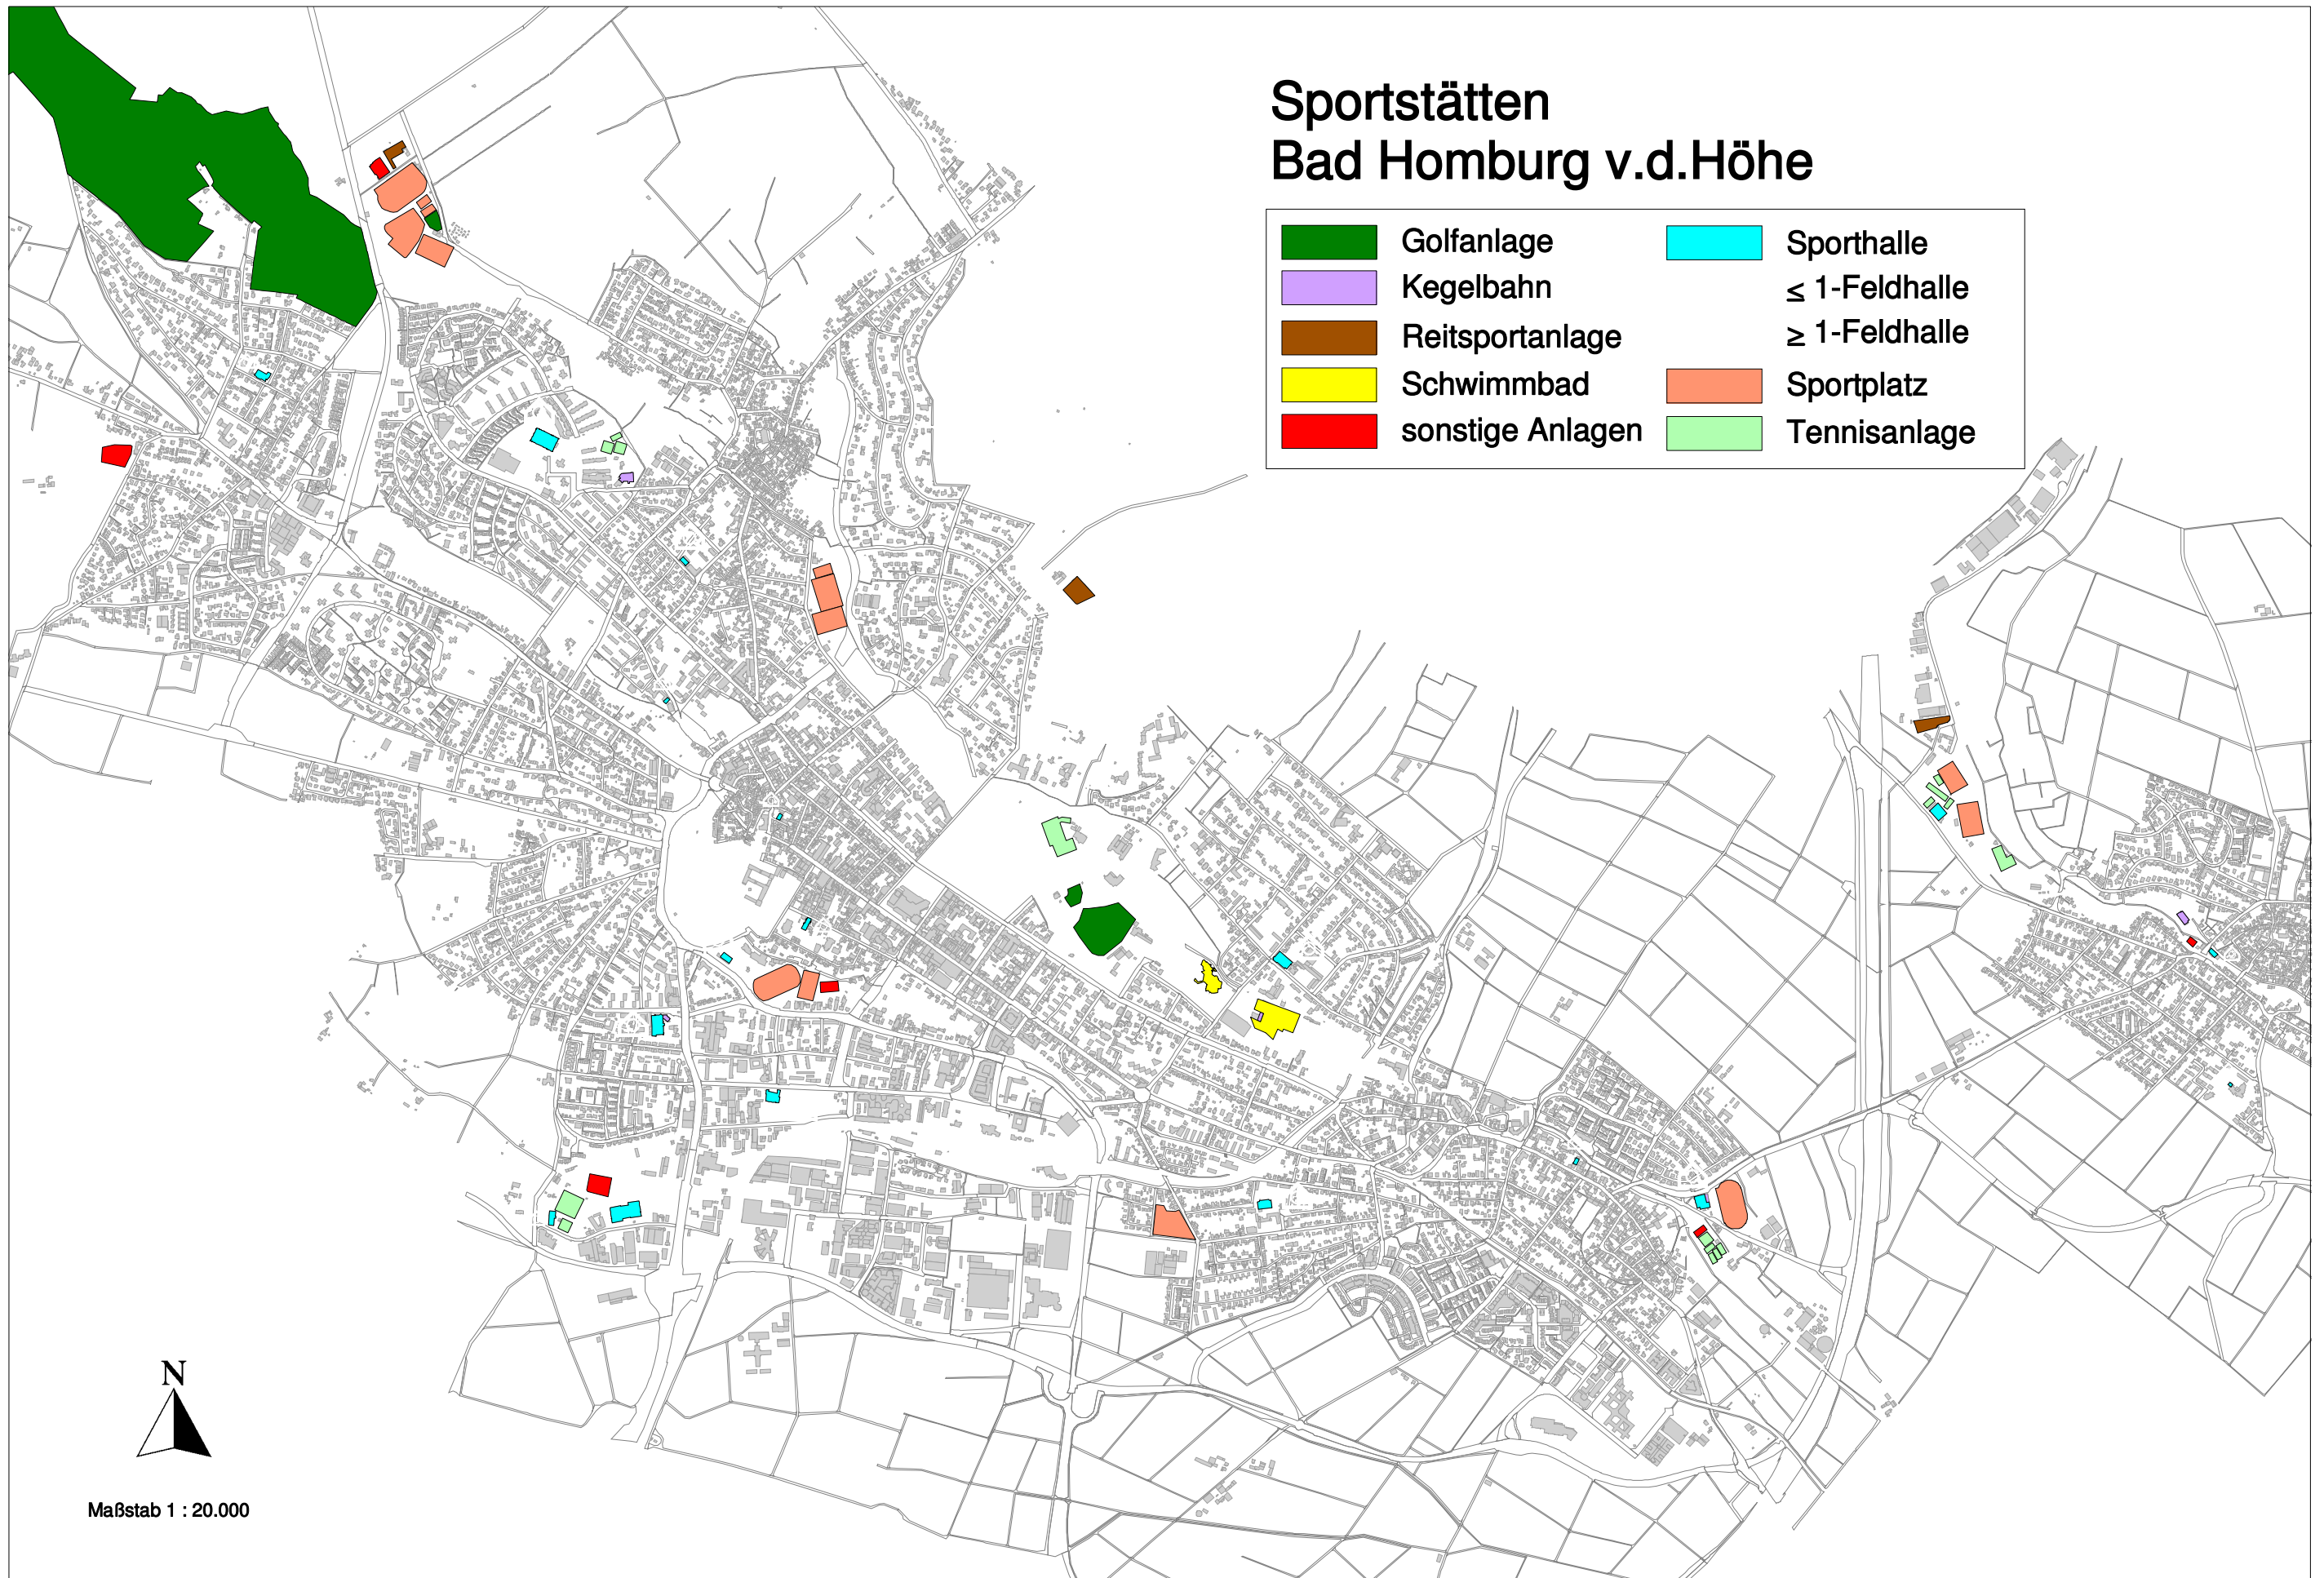 Sportstätten
Bad Homburg v.d.Höhe
Golfanlage
Kegelbahn
Reitsportanlage
Schwimmbad
sonstige Anlagen
Sporthalle
≤ 1-Feldhalle
≥ 1-Feldhalle
Sportplatz
Tennisanlage
N
Maßstab 1 : 20.000